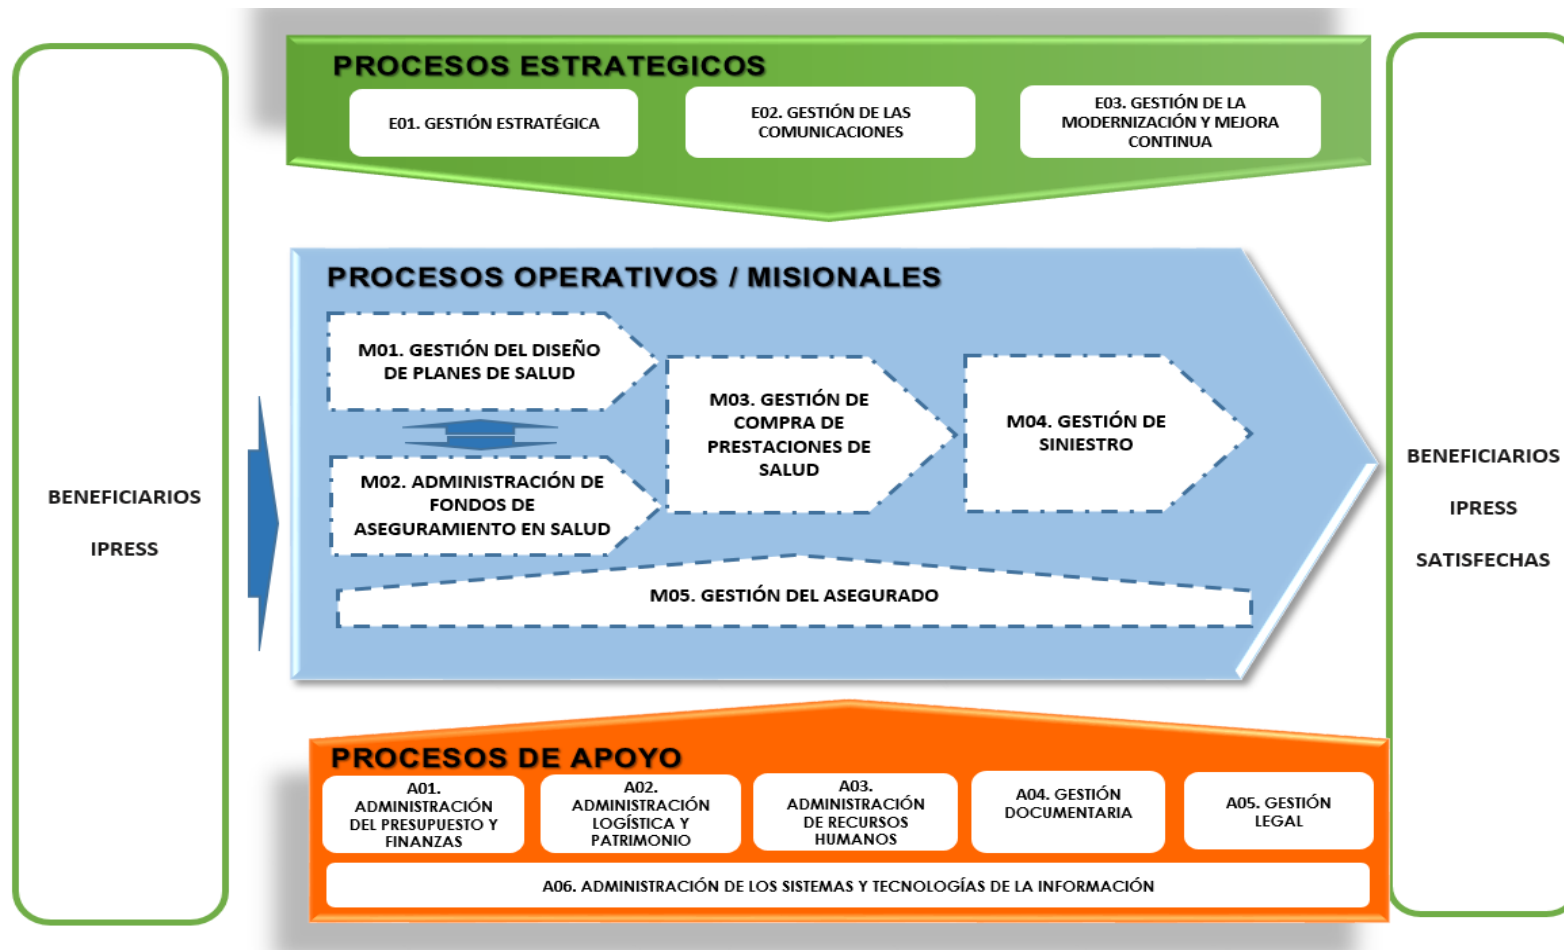 PROCESOS ESTRATEGICOS
E01. GESTIÓN ESTRATÉGICA
E02. GESTIÓN DE LAS
COMUNICACIONES
E03. GESTIÓN DE LA
MODERNIZACIÓN Y MEJORA
CONTINUA
BENEFICIARIOS
IPRESS
PROCESOS OPERATIVOS / MISIONALES
M01. GESTIÓN DEL DISEÑO
DE PLANES DE SALUD
M02. ADMINISTRACIÓN DE
FONDOS DE
ASEGURAMIENTO EN SALUD
M03. GESTIÓN DE
COMPRA DE
PRESTACIONES DE
SALUD
M04. GESTIÓN DE
SINIESTRO
M05. GESTIÓN DEL ASEGURADO
BENEFICIARIOS
IPRESS
SATISFECHAS
PROCESOS DE APOYO
A01.
ADMINISTRACIÓN
DEL PRESUPUESTO Y
FINANZAS
A02.
ADMINISTRACIÓN
LOGÍSTICA Y
PATRIMONIO
A03.
ADMINISTRACIÓN
DE RECURSOS
HUMANOS
A04. GESTIÓN
DOCUMENTARIA
A05. GESTIÓN
LEGAL
A06. ADMINISTRACIÓN DE LOS SISTEMAS Y TECNOLOGÍAS DE LA INFORMACIÓN